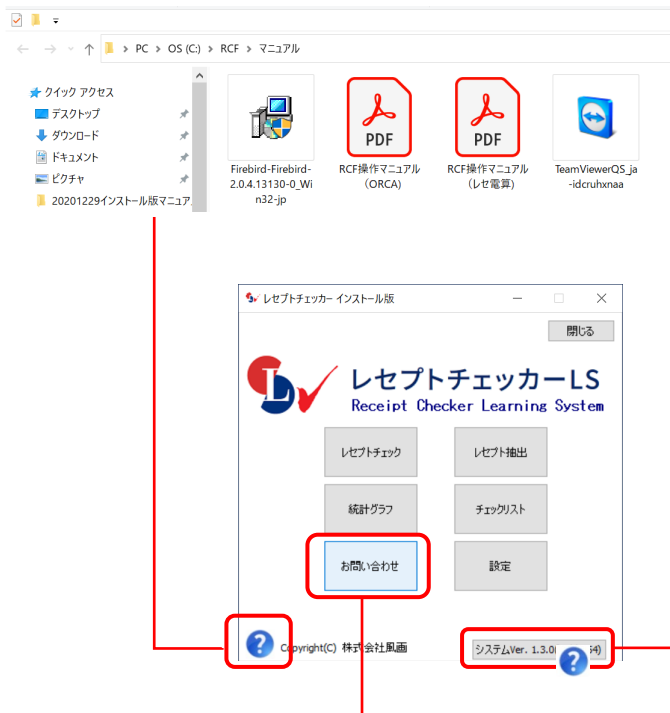 PC > OS (C:) > RCF > マニュアル
クイック アクセス
デスクトップ
ダウンロード
ドキュメント
ピクチャ
20201229インストール版マニュア
Firebird-Firebird-
2.0.4.13130-0_Wi
n32-jp
PDF
RCF操作マニュアル
（ORCA）
PDF
RCF操作マニュアル
（レセ電算）
TeamViewerQS_ja
-idcruhxnaa
レセプトチェッカー インストール版
閉じる
レセプトチェッカーLS
Receipt Checker Learning System
レセプトチェック
レセプト抽出
統計グラフ
チェックリスト
お問い合わせ
設定
?
Copyright(C) 株式会社風画
システムVer. 1.3.0
?